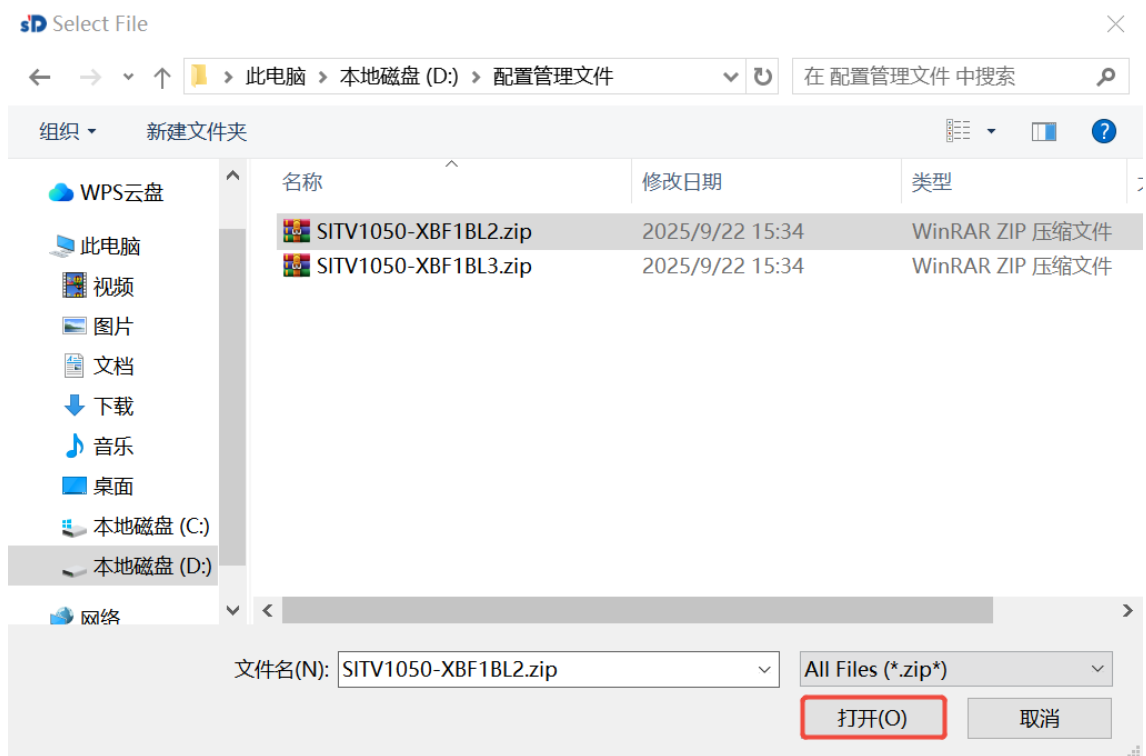 sD Select File
此电脑 本地磁盘 (D:) 配置管理文件 在 配置管理文件 中搜索
组织 新建文件夹 ?
名称 修改日期 类型
SITV1050-XBF1BL2.zip 2025/9/22 15:34 WinRAR ZIP 压缩文件
SITV1050-XBF1BL3.zip 2025/9/22 15:34 WinRAR ZIP 压缩文件
WPS云盘
此电脑
视频
图片
文档
下载
音乐
桌面
本地磁盘 (C:)
本地磁盘 (D:)
网络
文件名(N): SITV1050-XBF1BL2.zip All Files (*.zip*)
打开(O) 取消